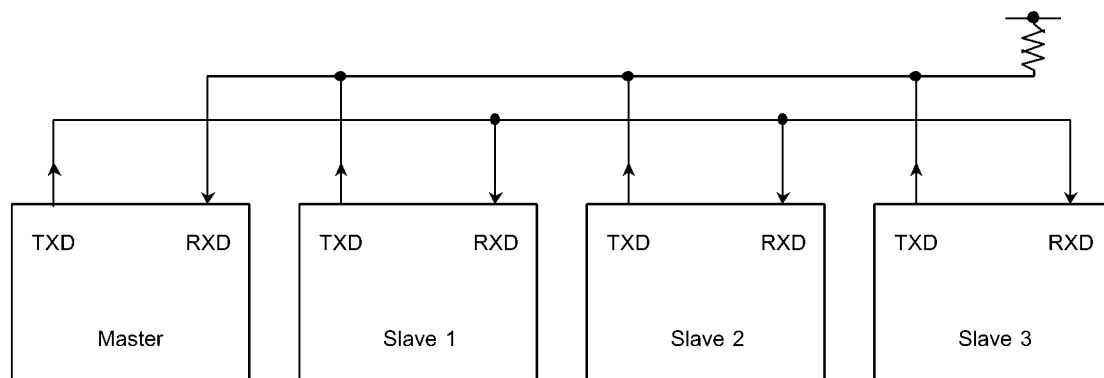 TXD RXD TXD RXD TXD RXD TXD RXD
Master Slave 1 Slave 2 Slave 3